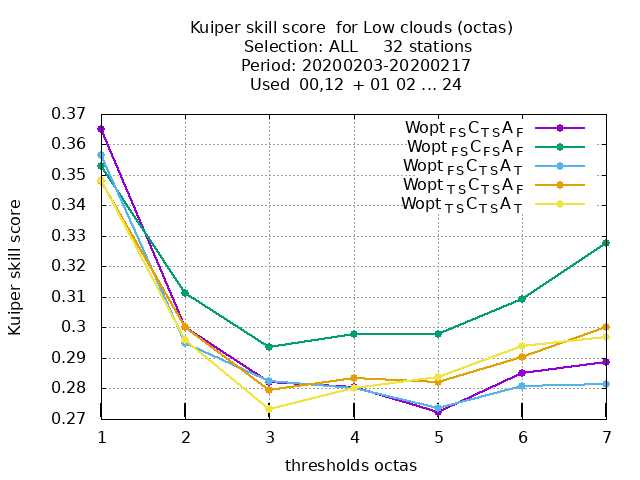 Kuiper skill score for Low clouds (octas)
Selection: ALL 32 stations
Period: 20200203-20200217
Used 00,12 + 01 02 ... 24
Wopt FS C TS A F
Wopt FS C FS A F
Wopt FS C TS A T
Wopt TS C TS A F
Wopt TS C TS A T
Kuiper skill score
0.37
0.36
0.35
0.34
0.33
0.32
0.31
0.3
0.29
0.28
0.27
1 2 3 4 5 6 7
thresholds octas